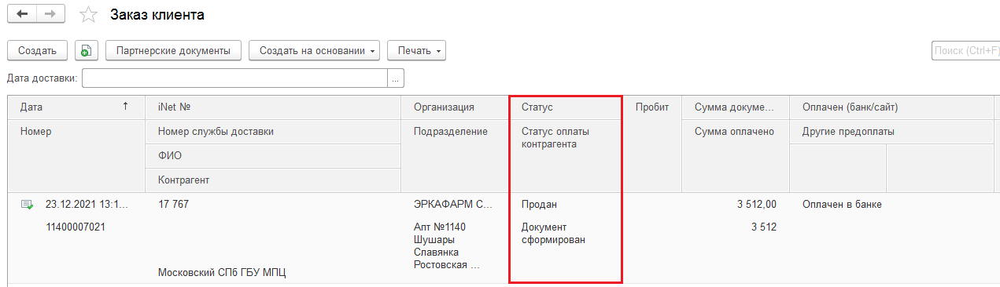 Заказ клиента
Создать
Партнерские документы
Создать на основании
Печать
Поиск (Ctrl+F)
Дата доставки:
...
Дата
iNet №
Организация
Статус
Пробит
Сумма докуме...
Оплачен (банк/сайт)
Номер
Номер службы доставки
Подразделение
Статус оплаты
контрагента
Сумма оплачено
Другие предоплаты
ФИО
Контрагент
23.12.2021 13:1...
17 767
ЭРКАФАРМ С...
Продан
3 512,00
Оплачен в банке
11400007021
Апт №1140
Шушары
Славянка
Ростовская ...
Документ
сформирован
3 512
Московский СПб ГБУ МПЦ